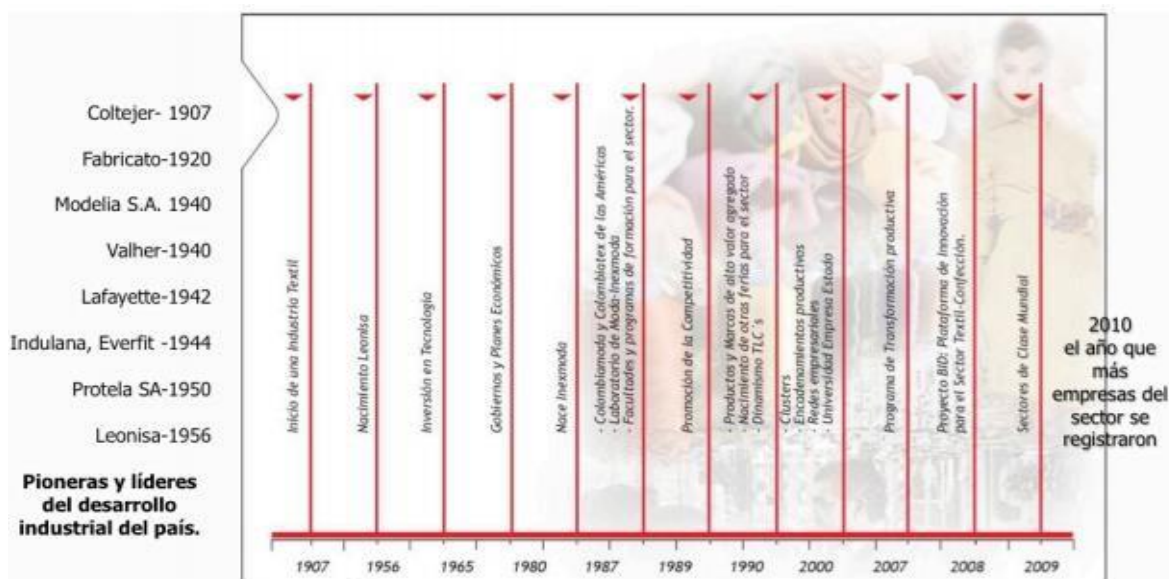 Coltejer- 1907
Fabricato-1920
Modelia S.A. 1940
Valher-1940
Lafayette-1942
Indulana, Everfit -1944
Protela SA-1950
Leonisa-1956
Pioneras y líderes
del desarrollo
industrial del país.
Inicio de una Industria Textil
Nacimiento Leonisa
Inversión en Tecnología
Gobiernos y Planes Económicos
Nace Inexmoda
- Colombiamoda y Colombiatex de las Américas
- Laboratorio de Moda-Inexmoda
- Facultades y programas de formación para el sector.
Promoción de la Competitividad
- Productos y Marcas de alto valor agregado
- Nacimiento de otras ferias para el sector
- Dinamismo TLC´s
- Clusters
- Encadenamientos productivos
- Redes empresariales
- Universidad Empresa Estado
Programa de Transformación productiva
Proyecto BID: Plataforma de Innovación
para el Sector Textil-Confección.
Sectores de Clase Mundial
2010
el año que
más
empresas del
sector se
registraron
1907
1956
1965
1980
1987
1989
1990
2000
2007
2008
2009